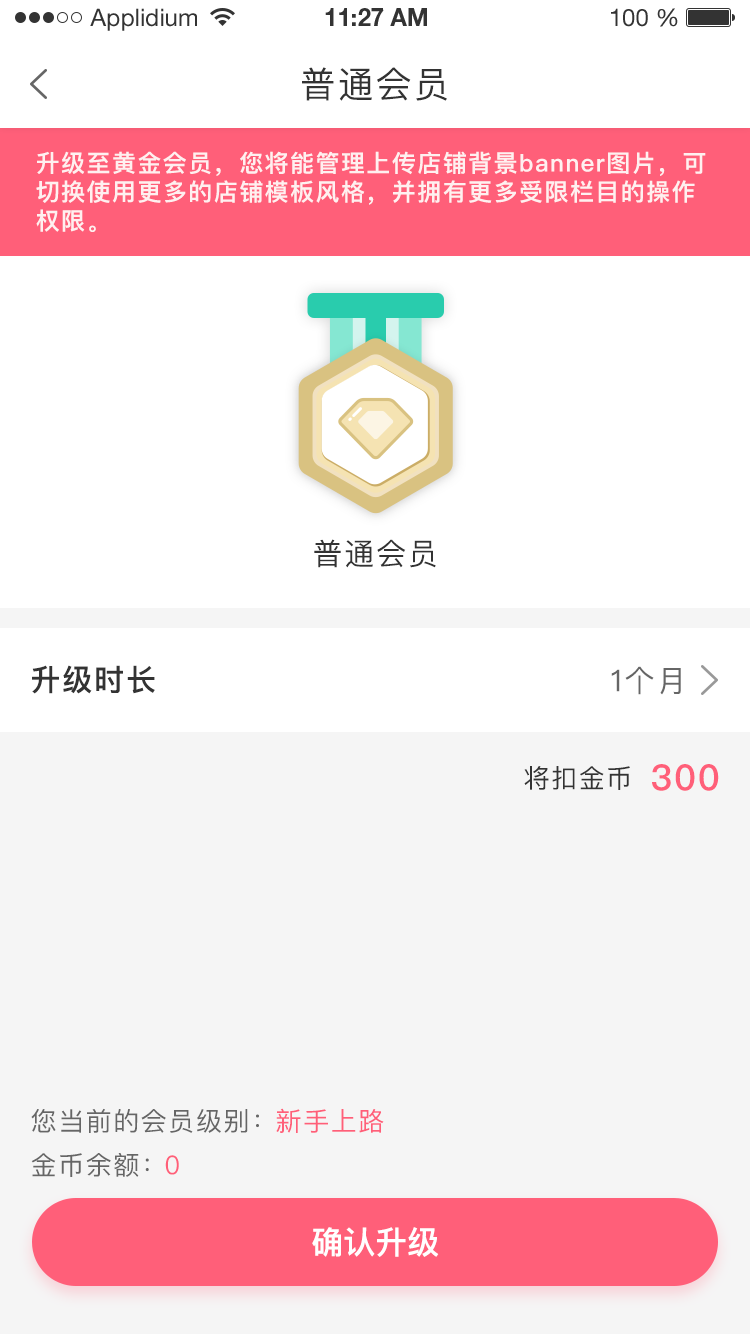 Applidium 11:27 AM 100 %
普通会员
升级至黄金会员，您将能管理上传店铺背景banner图片，可
切换使用更多的店铺模板风格，并拥有更多受限栏目的操作
权限。
普通会员
升级时长 1个月
将扣金币 300
您当前的会员级别：新手上路
金币余额：0
确认升级